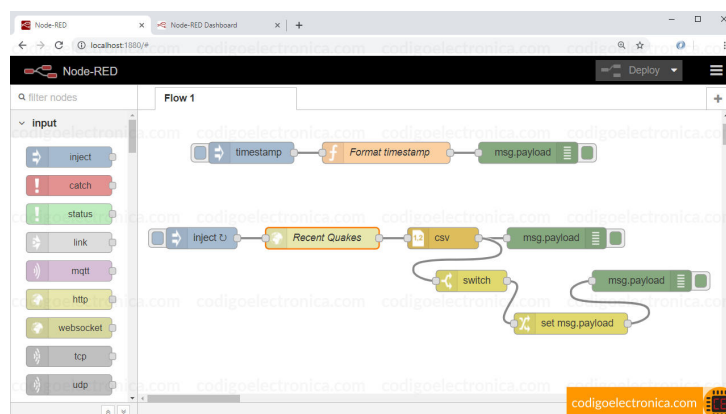 Node-RED
Node-RED Dashboard
localhost:1880/#
Node-RED
Deploy
filter nodes
Flow 1
input
inject
catch
status
link
mqtt
http
websocket
tcp
udp
timestamp
Format timestamp
msg.payload
inject ↻
Recent Quakes
1,2
csv
msg.payload
switch
msg.payload
set msg.payload
codigoelectronica.com